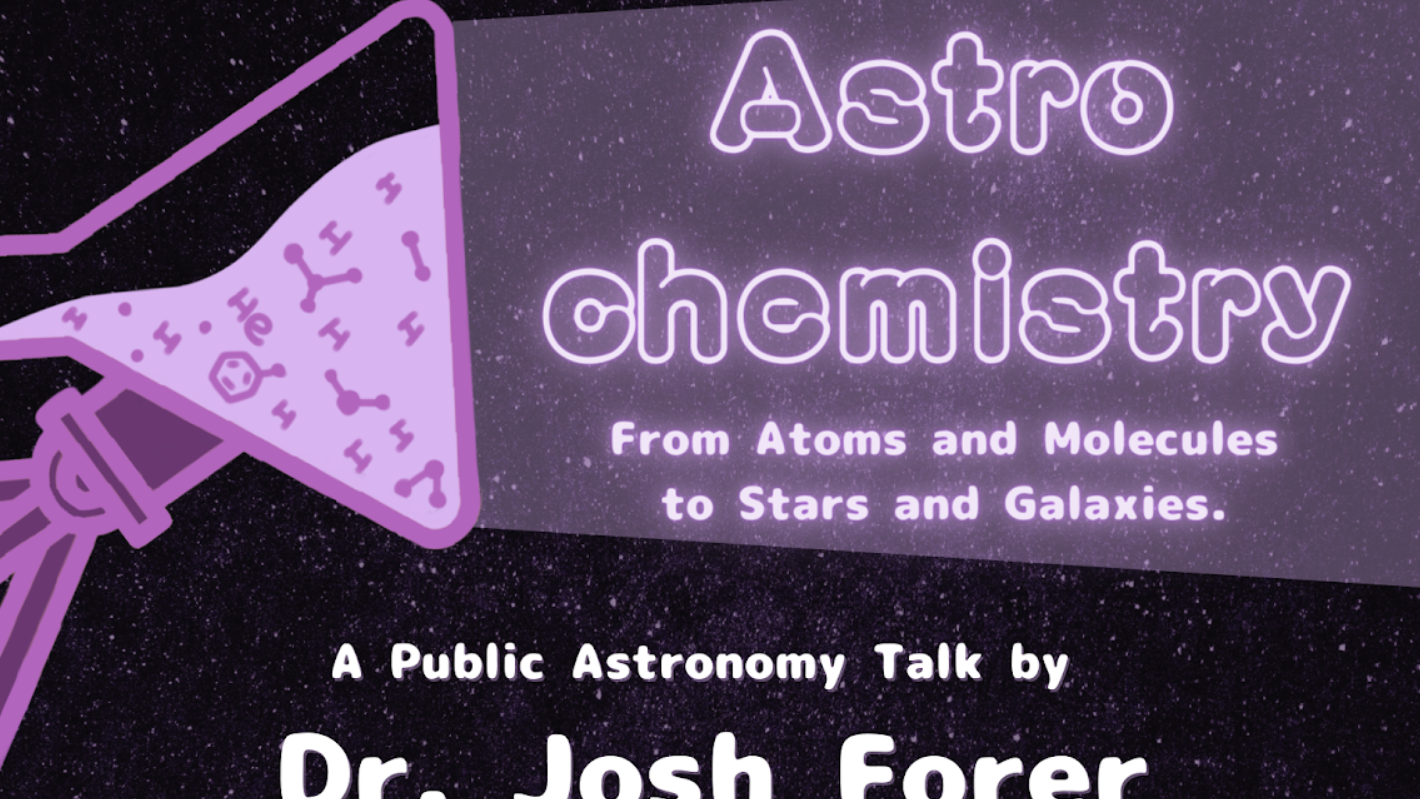 Astro
chemistry
From Atoms and Molecules
to Stars and Galaxies.
A Public Astronomy Talk by
Dr. Josh Forer
H
H
He
H
H
H
H
H
H
H